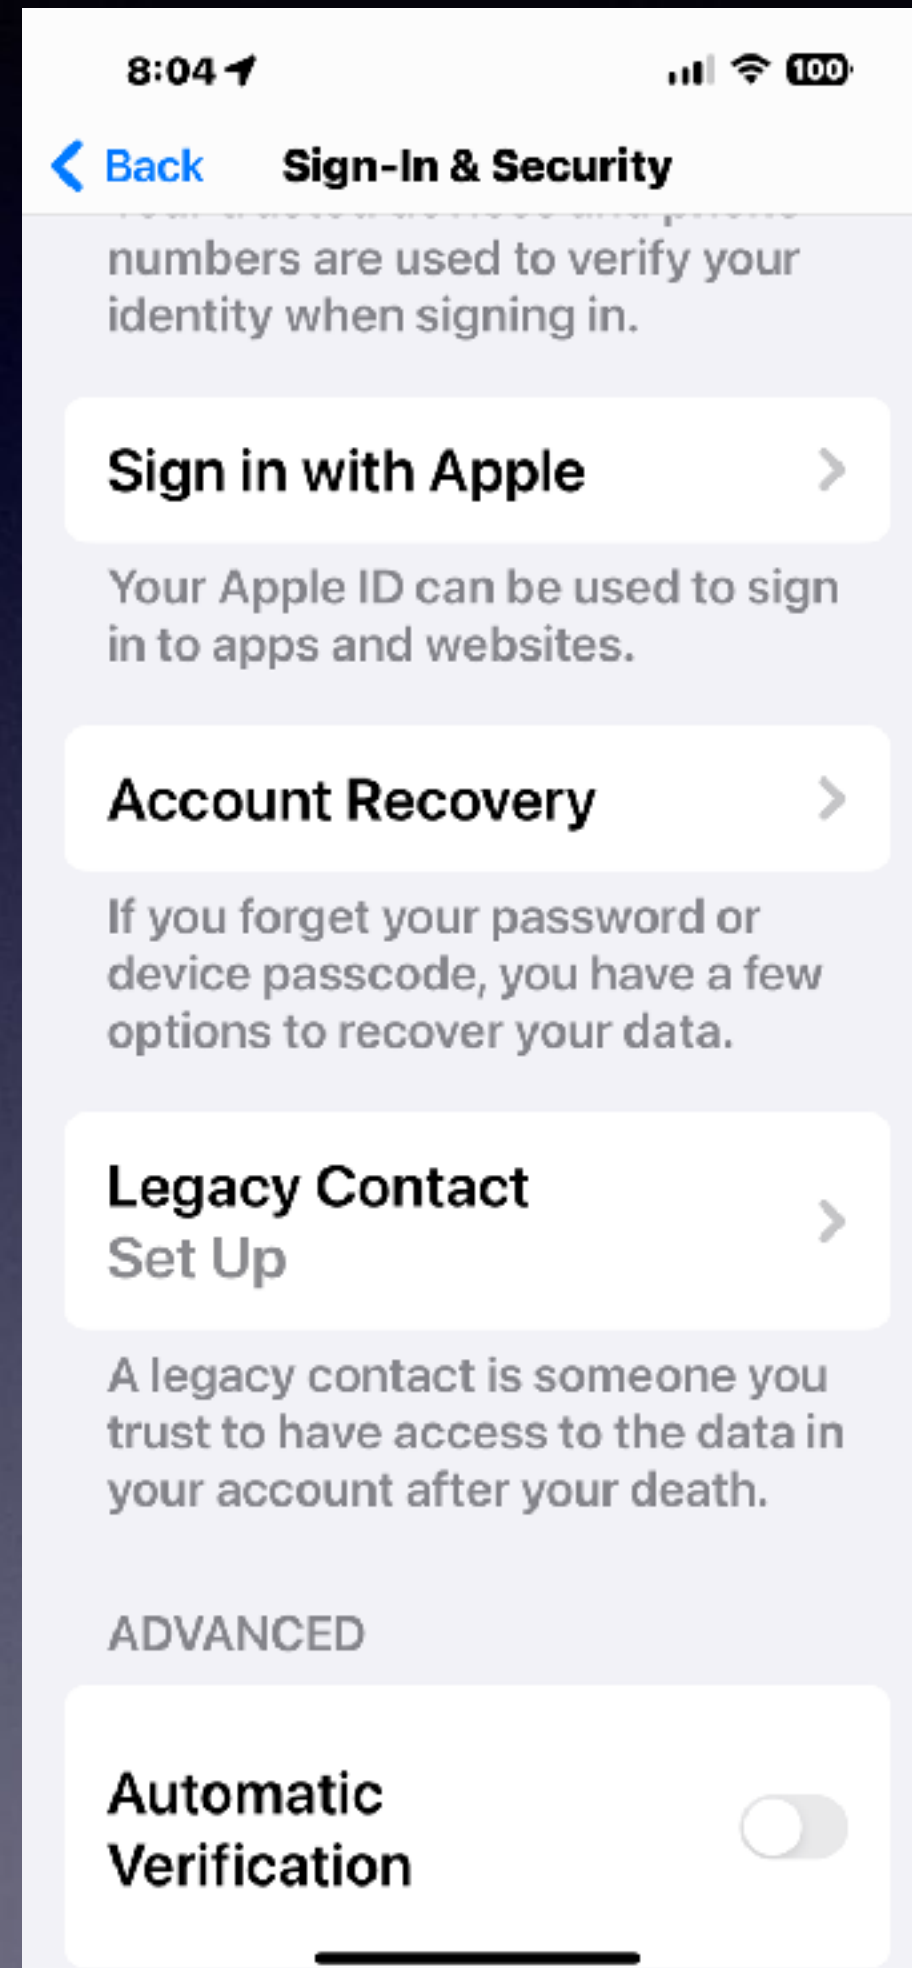 8:04
100
Back Sign-In & Security
numbers are used to verify your
identity when signing in.
Sign in with Apple
Your Apple ID can be used to sign
in to apps and websites.
Account Recovery
If you forget your password or
device passcode, you have a few
options to recover your data.
Legacy Contact
Set Up
A legacy contact is someone you
trust to have access to the data in
your account after your death.
ADVANCED
Automatic
Verification